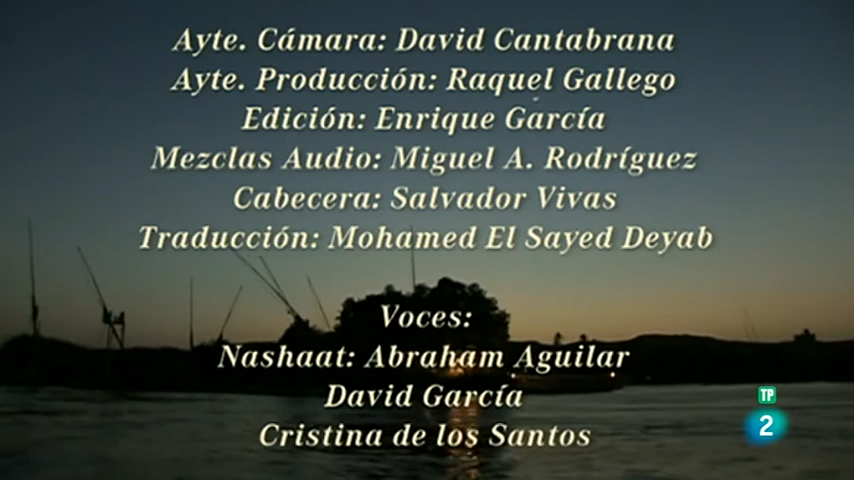 Ayte. Cámara: David Cantabrana
Ayte. Producción: Raquel Gallego
Edición: Enrique García
Mezclas Audio: Miguel A. Rodríguez
Cabecera: Salvador Vivas
Traducción: Mohamed El Sayed Deyab
Voces:
Nashaat: Abraham Aguilar
David García
Cristina de los Santos
TP
2